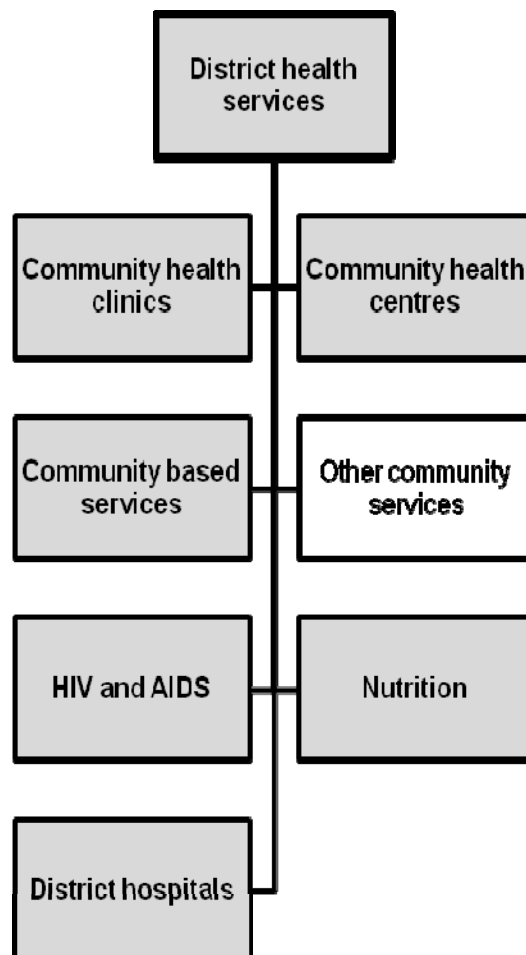 District health
services
Community health
clinics
Community health
centres
Community based
services
Other community
services
HIV and AIDS
Nutrition
District hospitals